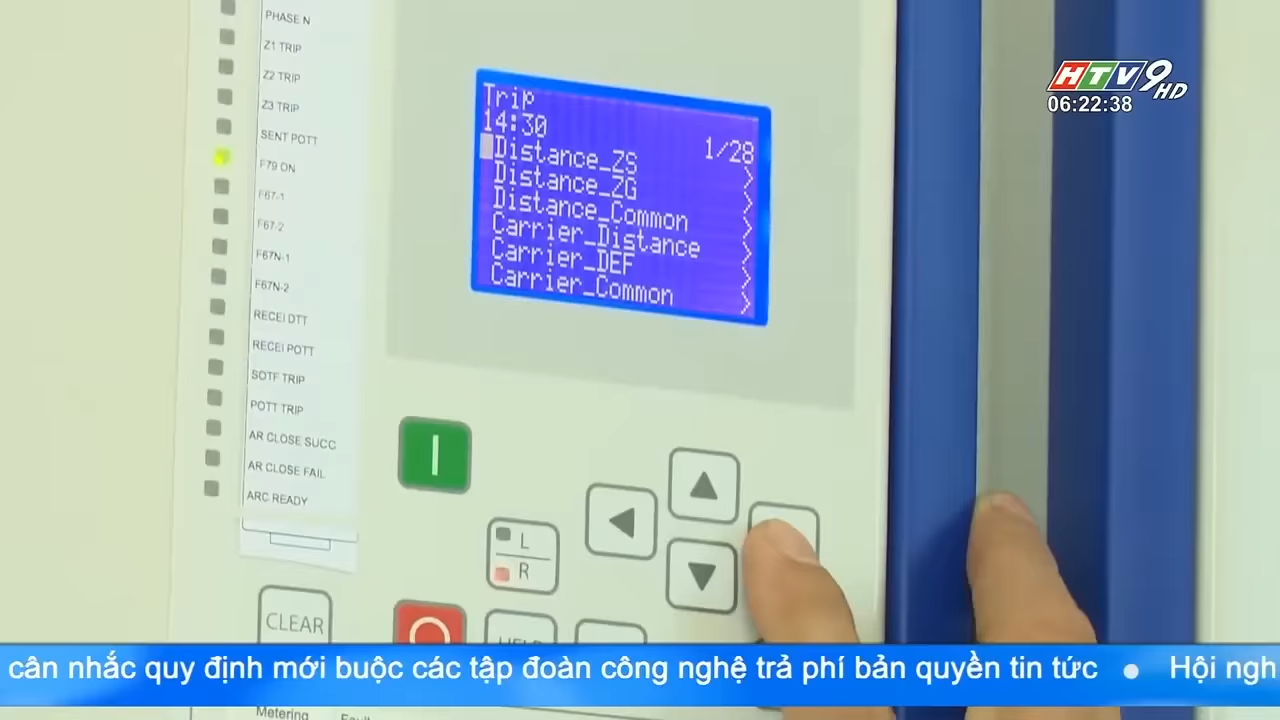 PHASE N
Z1 TRIP
Z2 TRIP
Z3 TRIP
SENT POTT
F79 ON
F67-1
F67-2
F67N-1
F67N-2
RECEI DTT
RECEI POTT
SOTF TRIP
POTT TRIP
AR CLOSE SUCC
AR CLOSE FAIL
ARC READY
Trip
14:30 1/28
Distance_ZS >
Distance_ZG >
Distance_Common >
Carrier_Distance >
Carrier_DEF >
Carrier_Common >
HTV9 HD
06:22:38
L
R
CLEAR
HELP
cân nhắc quy định mới buộc các tập đoàn công nghệ trả phí bản quyền tin tức • Hội ngh
Metering